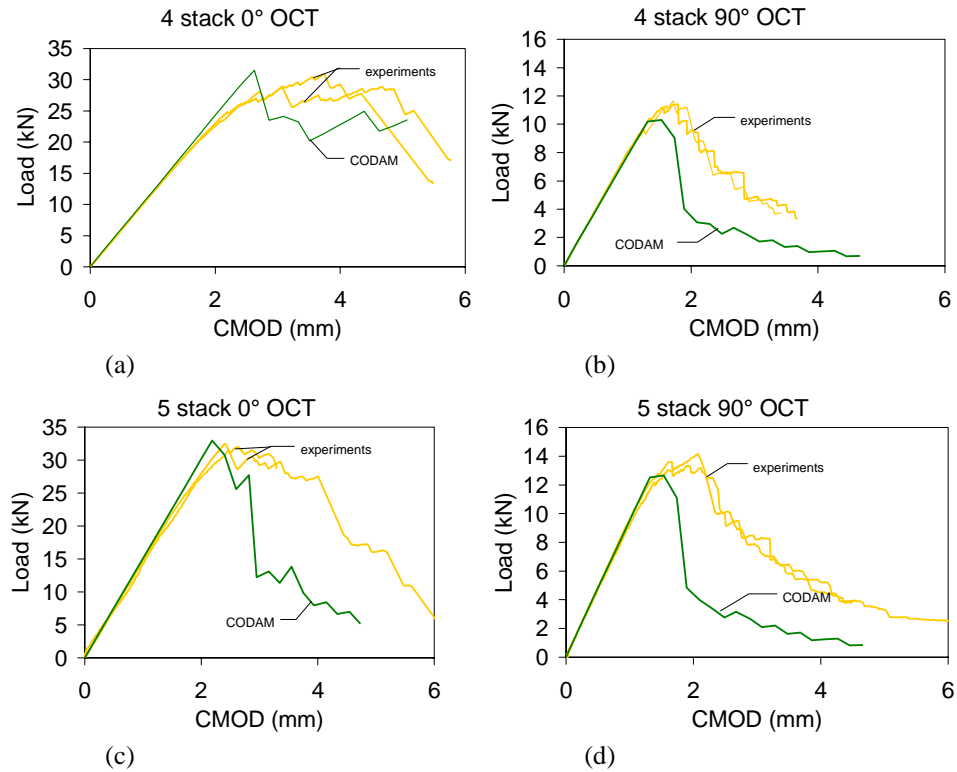 4 stack 0° OCT
35
30
25
20
15
10
5
0
Load (kN)
experiments
CODAM
0 2 4 6
CMOD (mm)
(a)
4 stack 90° OCT
16
14
12
10
8
6
4
2
0
Load (kN)
experiments
CODAM
0 2 4 6
CMOD (mm)
(b)
5 stack 0° OCT
35
30
25
20
15
10
5
0
Load (kN)
experiments
CODAM
0 2 4 6
CMOD (mm)
(c)
5 stack 90° OCT
16
14
12
10
8
6
4
2
0
Load (kN)
experiments
CODAM
0 2 4 6
CMOD (mm)
(d)